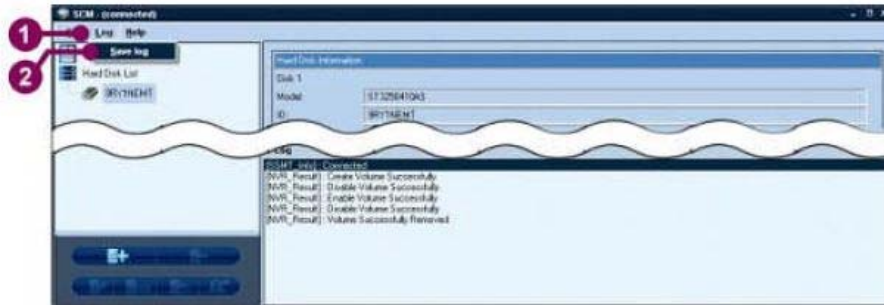 SCM - (connected)
1
Log Help
2
Save log
Hard Disk Information
Hard Disk List
Disk 1
9RY1NEMT
Model: ST3250410AS
ID: 9RY1NEMT
Log
Connected
[NVR_Result] : Create Volume Successfully
[NVR_Result] : Disable Volume Successfully
[NVR_Result] : Enable Volume Successfully
[NVR_Result] : Disable Volume Successfully
[NVR_Result] : Volume Successfully Removed